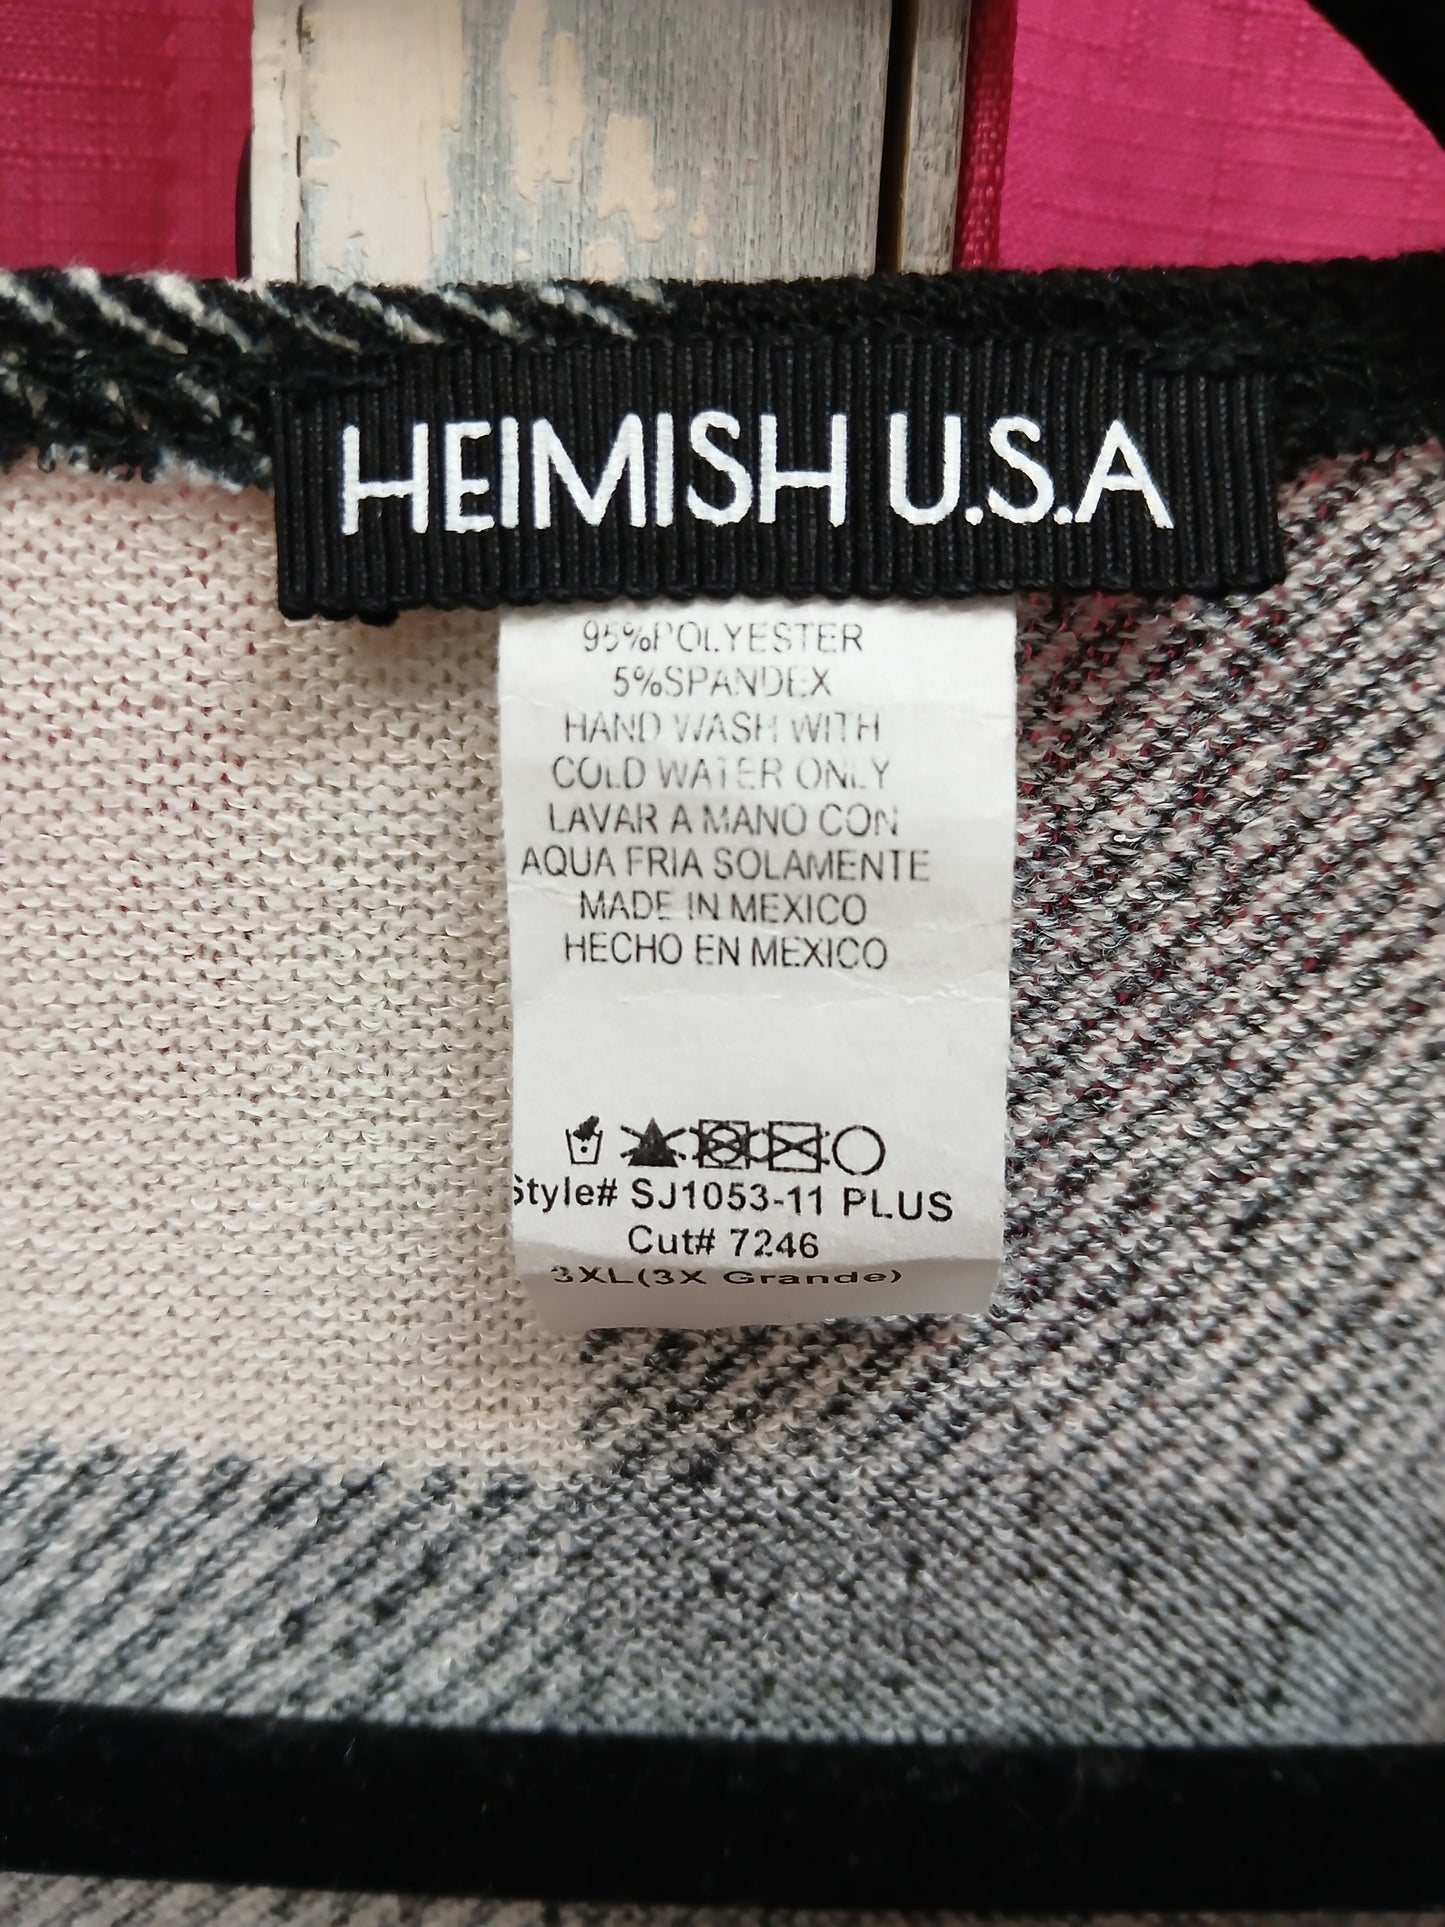 HEIMISH U.S.A
95%POLYESTER
5%SPANDEX
HAND WASH WITH
COLD WATER ONLY
LAVAR A MANO CON
AQUA FRIA SOLAMENTE
MADE IN MEXICO
HECHO EN MEXICO
Style# SJ1053-11 PLUS
Cut# 7246
3XL(3X Grande)